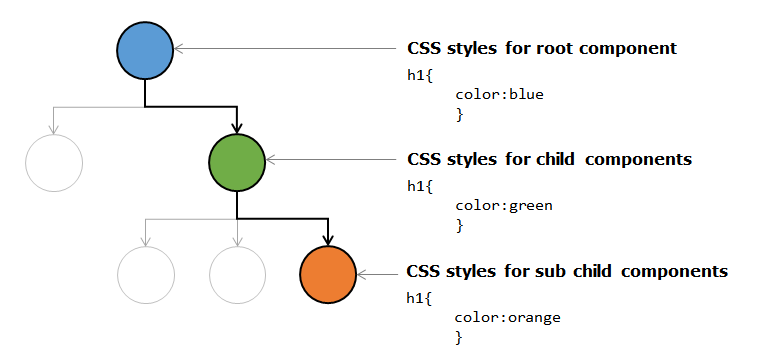 CSS styles for root component
h1{
color:blue
}
CSS styles for child components
h1{
color:green
}
CSS styles for sub child components
h1{
color:orange
}